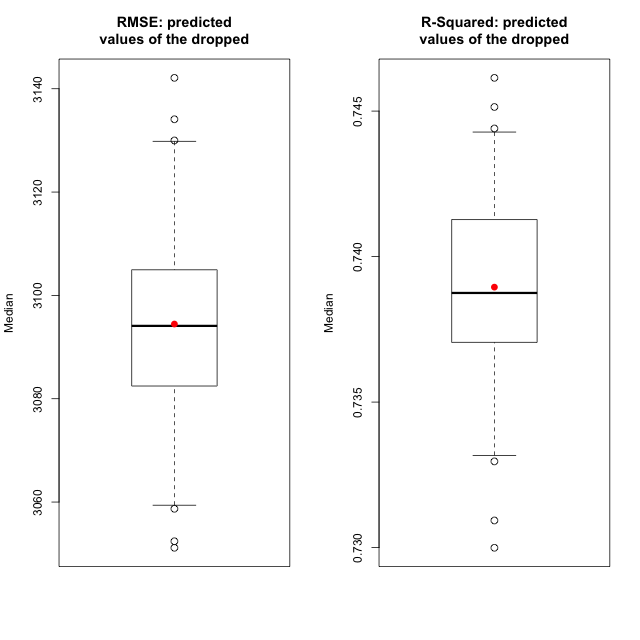 RMSE: predicted
values of the dropped
Median
3140
3120
3100
3080
3060
R-Squared: predicted
values of the dropped
Median
0.745
0.740
0.735
0.730